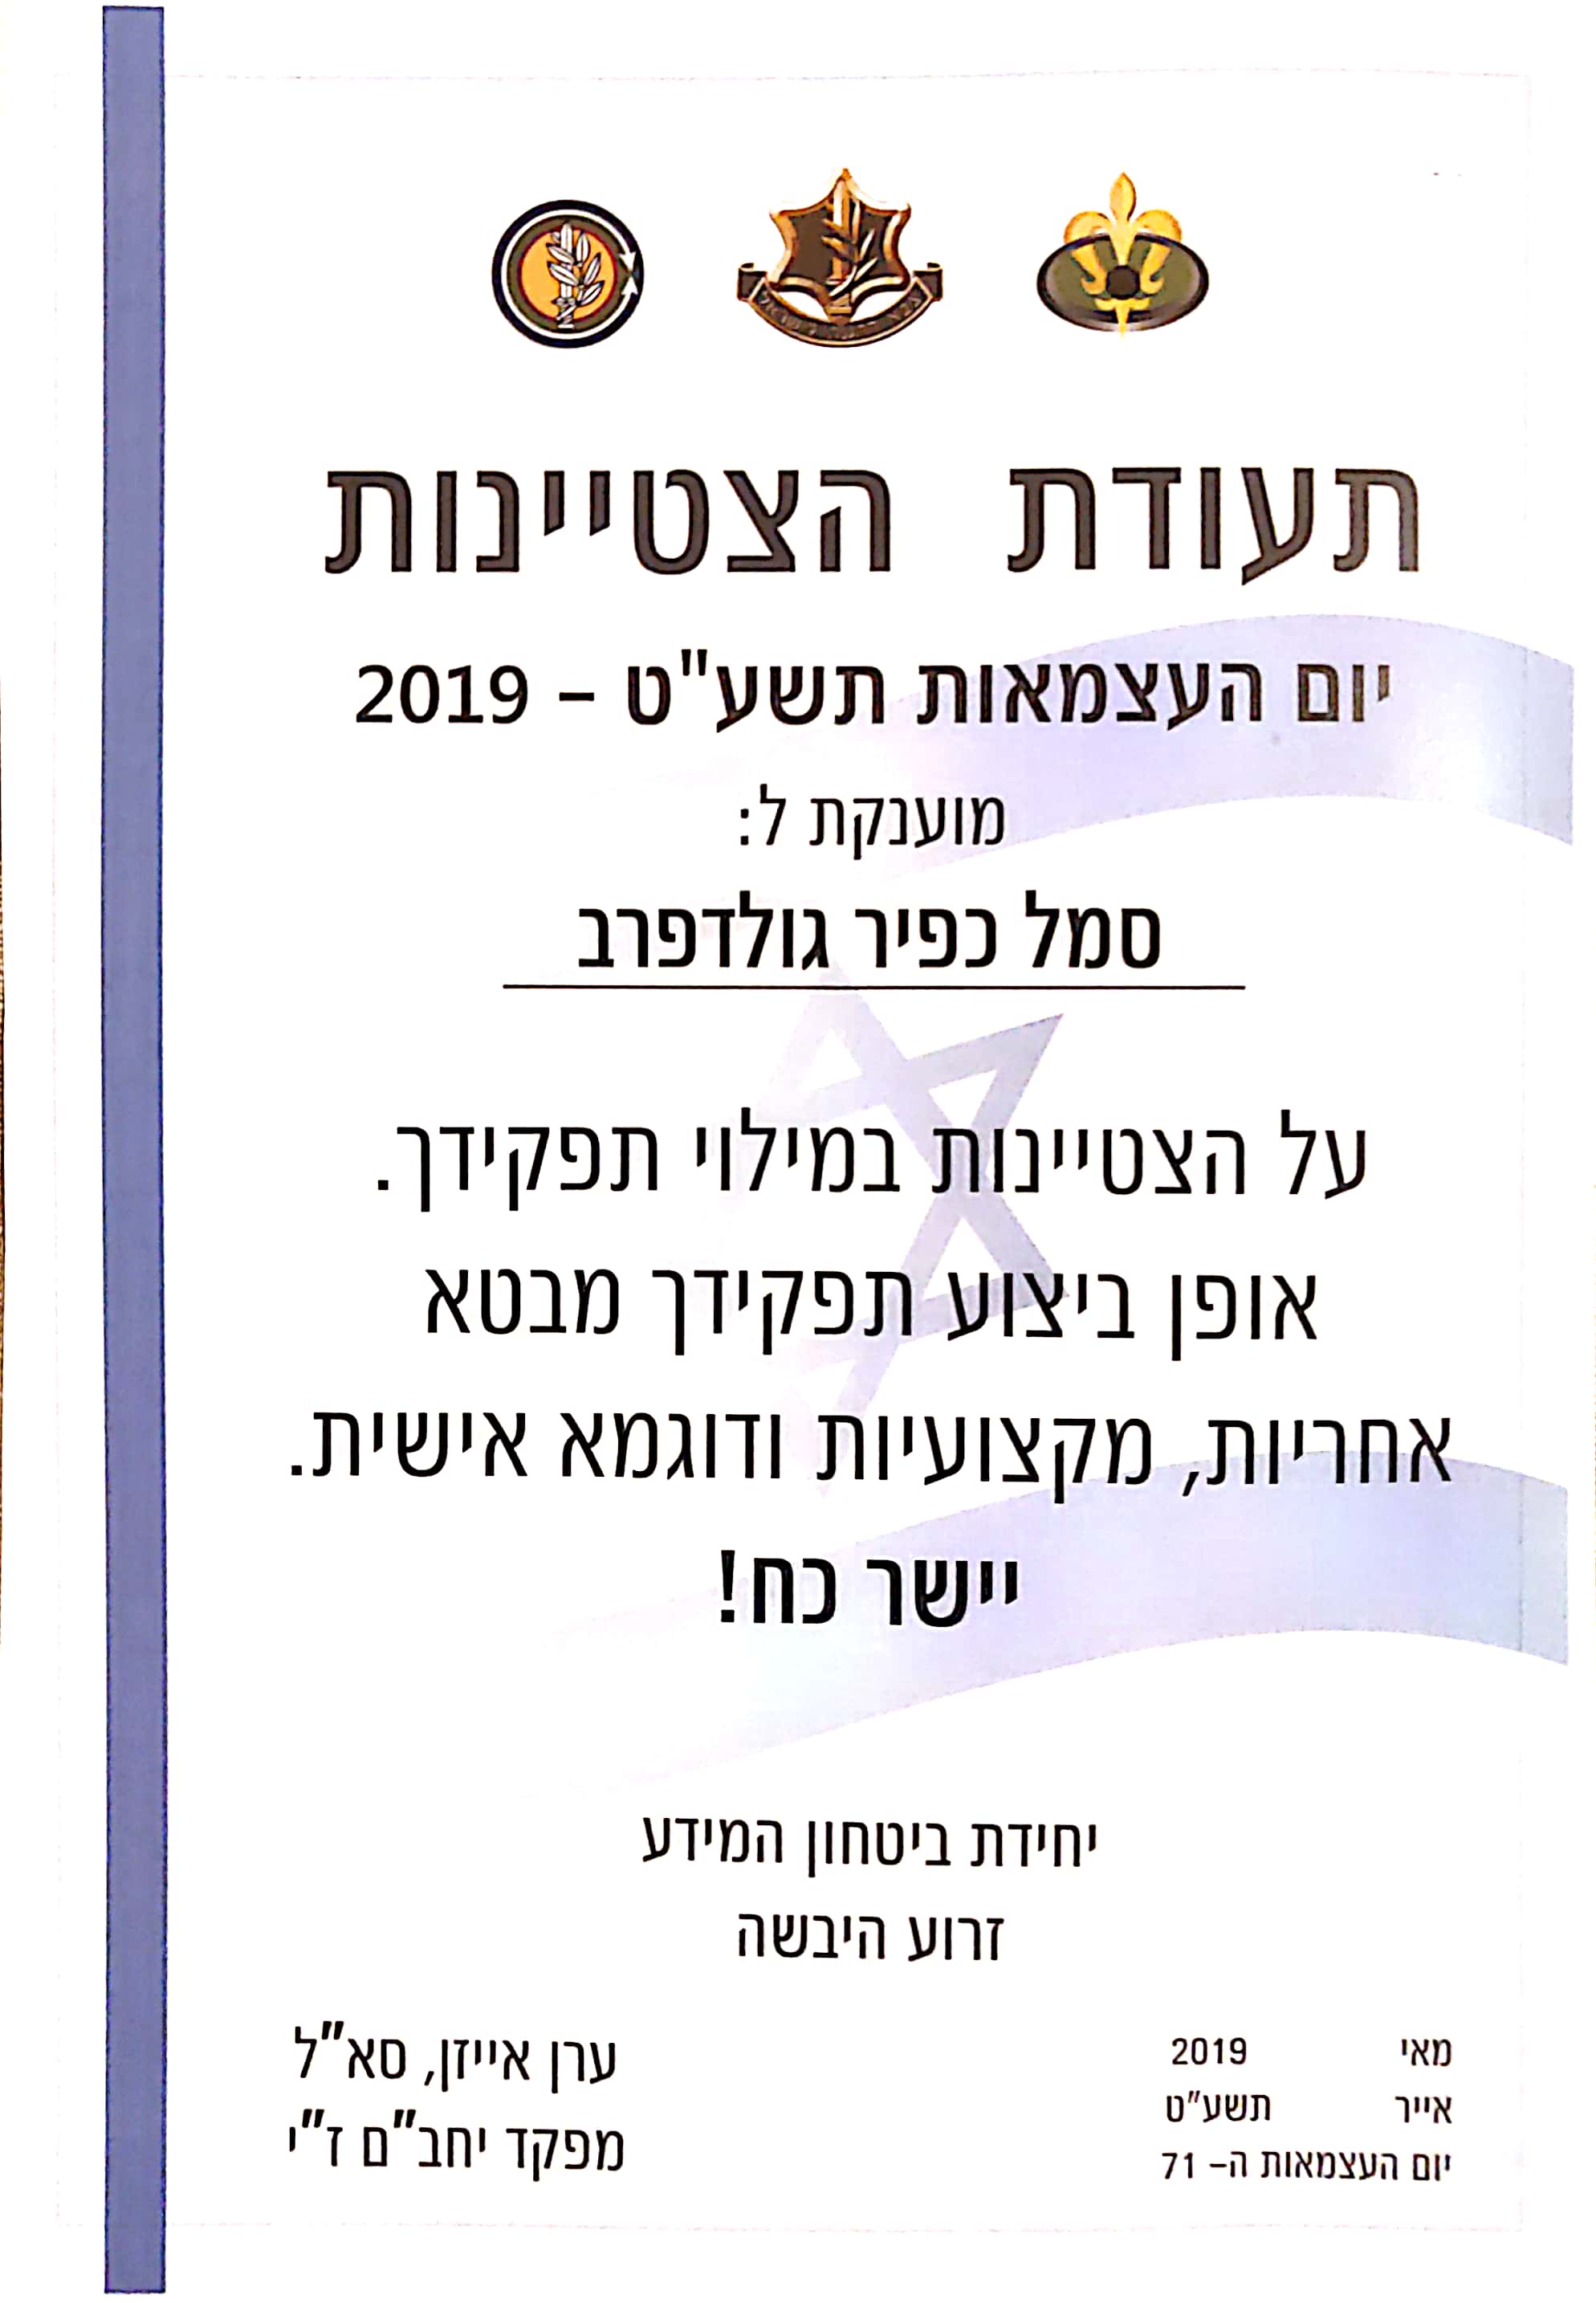 תעודת הצטיינות
יום העצמאות תשע"ט – 2019
מוענקת ל:
סמל כפיר גולדפרב
על הצטיינות במילוי תפקידך.
אופן ביצוע תפקידך מבטא
אחריות, מקצועיות ודוגמא אישית.
יישר כח!
יחידת ביטחון המידע
זרוע היבשה
מאי 2019
אייר תשע"ט
יום העצמאות ה- 71
ערן אייזן, סא"ל
מפקד יחב"ם ז"י